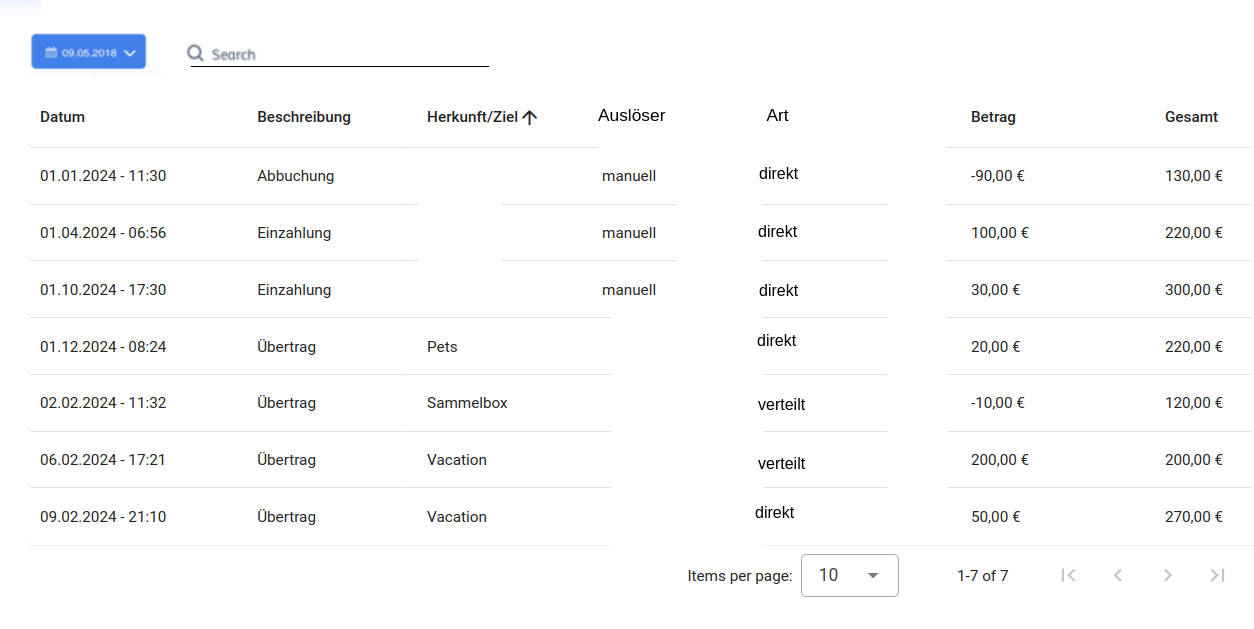 09.05.2018 Search
Datum Beschreibung Herkunft/Ziel Auslöser Art Betrag Gesamt
01.01.2024 - 11:30 Abbuchung manuell direkt -90,00 € 130,00 €
01.04.2024 - 06:56 Einzahlung manuell direkt 100,00 € 220,00 €
01.10.2024 - 17:30 Einzahlung manuell direkt 30,00 € 300,00 €
01.12.2024 - 08:24 Übertrag Pets direkt 20,00 € 220,00 €
02.02.2024 - 11:32 Übertrag Sammelbox verteilt -10,00 € 120,00 €
06.02.2024 - 17:21 Übertrag Vacation verteilt 200,00 € 200,00 €
09.02.2024 - 21:10 Übertrag Vacation direkt 50,00 € 270,00 €
Items per page: 10 1-7 of 7